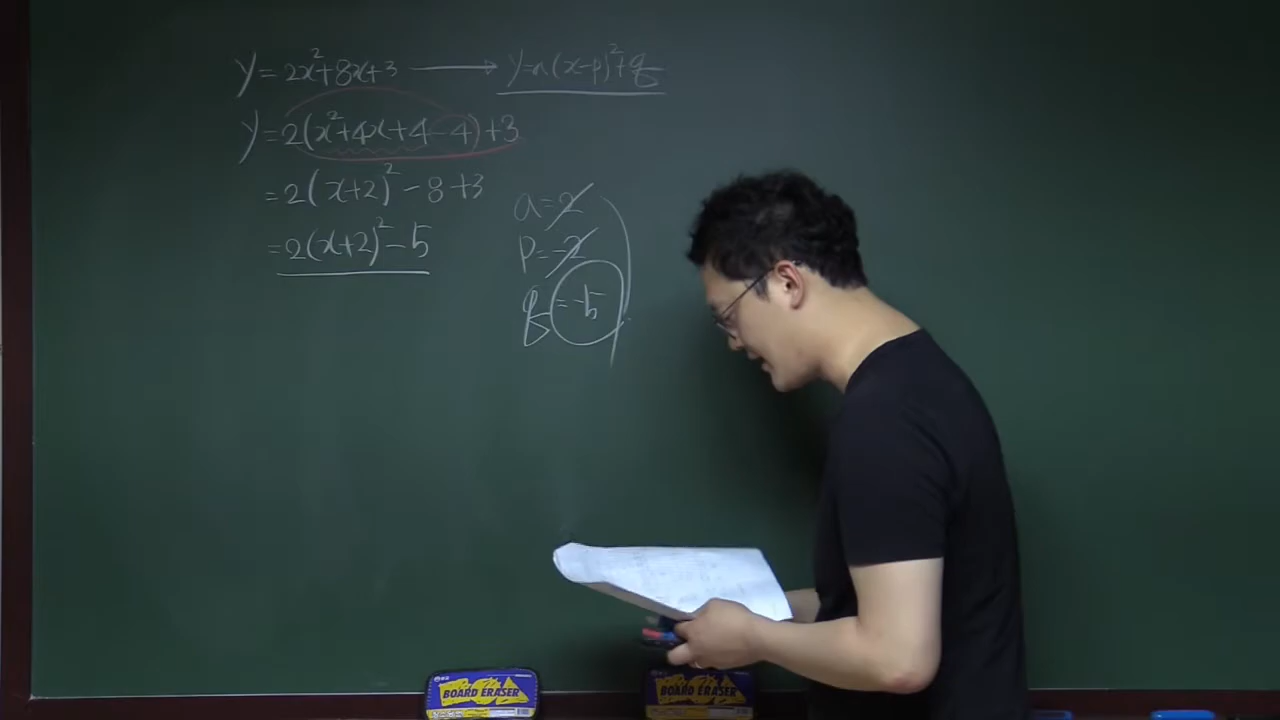 y=2x²+8x+3 → y=a(x-p)²+q
y=2(x²+4x+4-4)+3
=2(x+2)²-8+3
=2(x+2)²-5
a=2
p=-2
q=-5
BOARD ERASER
BOARD ERASER